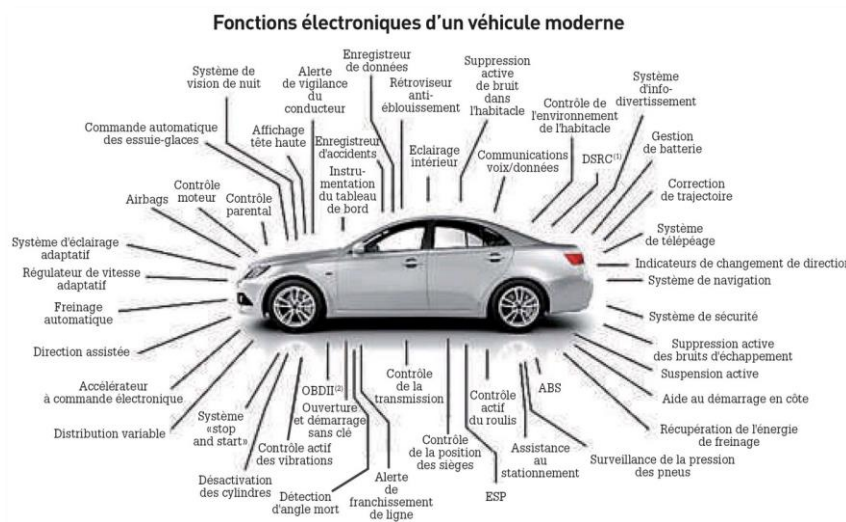 Fonctions électroniques d'un véhicule moderne
Système de
vision de nuit
Alerte
de vigilance
du
conducteur
Enregistreur
de données
Rétroviseur
anti-
éblouissement
Suppression
active
de bruit
dans
l'habitacle
Système
d'info-
divertissement
Contrôle de
l'environnement
de l'habitacle
Commande automatique
des essuie-glaces
Affichage
tête haute
Enregistreur
d'accidents
Eclairage
intérieur
Communications
voix/données
DSRC(1)
Gestion
de batterie
Airbags
Contrôle
moteur
Contrôle
parental
Instru-
mentation
du tableau
de bord
Correction
de trajectoire
Système d'éclairage
adaptatif
Système
de télépéage
Régulateur de vitesse
adaptatif
Indicateurs de changement de direction
Système de navigation
Freinage
automatique
Système de sécurité
Direction assistée
Suppression active
des bruits d'échappement
Suspension active
Accélérateur
à commande électronique
Aide au démarrage en côte
Distribution variable
Récupération de l'énergie
de freinage
Système
«stop
and start»
OBDII(2)
Ouverture
et démarrage
sans clé
Contrôle
de la
transmission
Contrôle
actif
du roulis
ABS
Contrôle actif
des vibrations
Contrôle
de la position
des sièges
Assistance
au
stationnement
Surveillance de la pression
des pneus
Désactivation
des cylindres
Détection
d'angle mort
Alerte
de
franchissement
de ligne
ESP